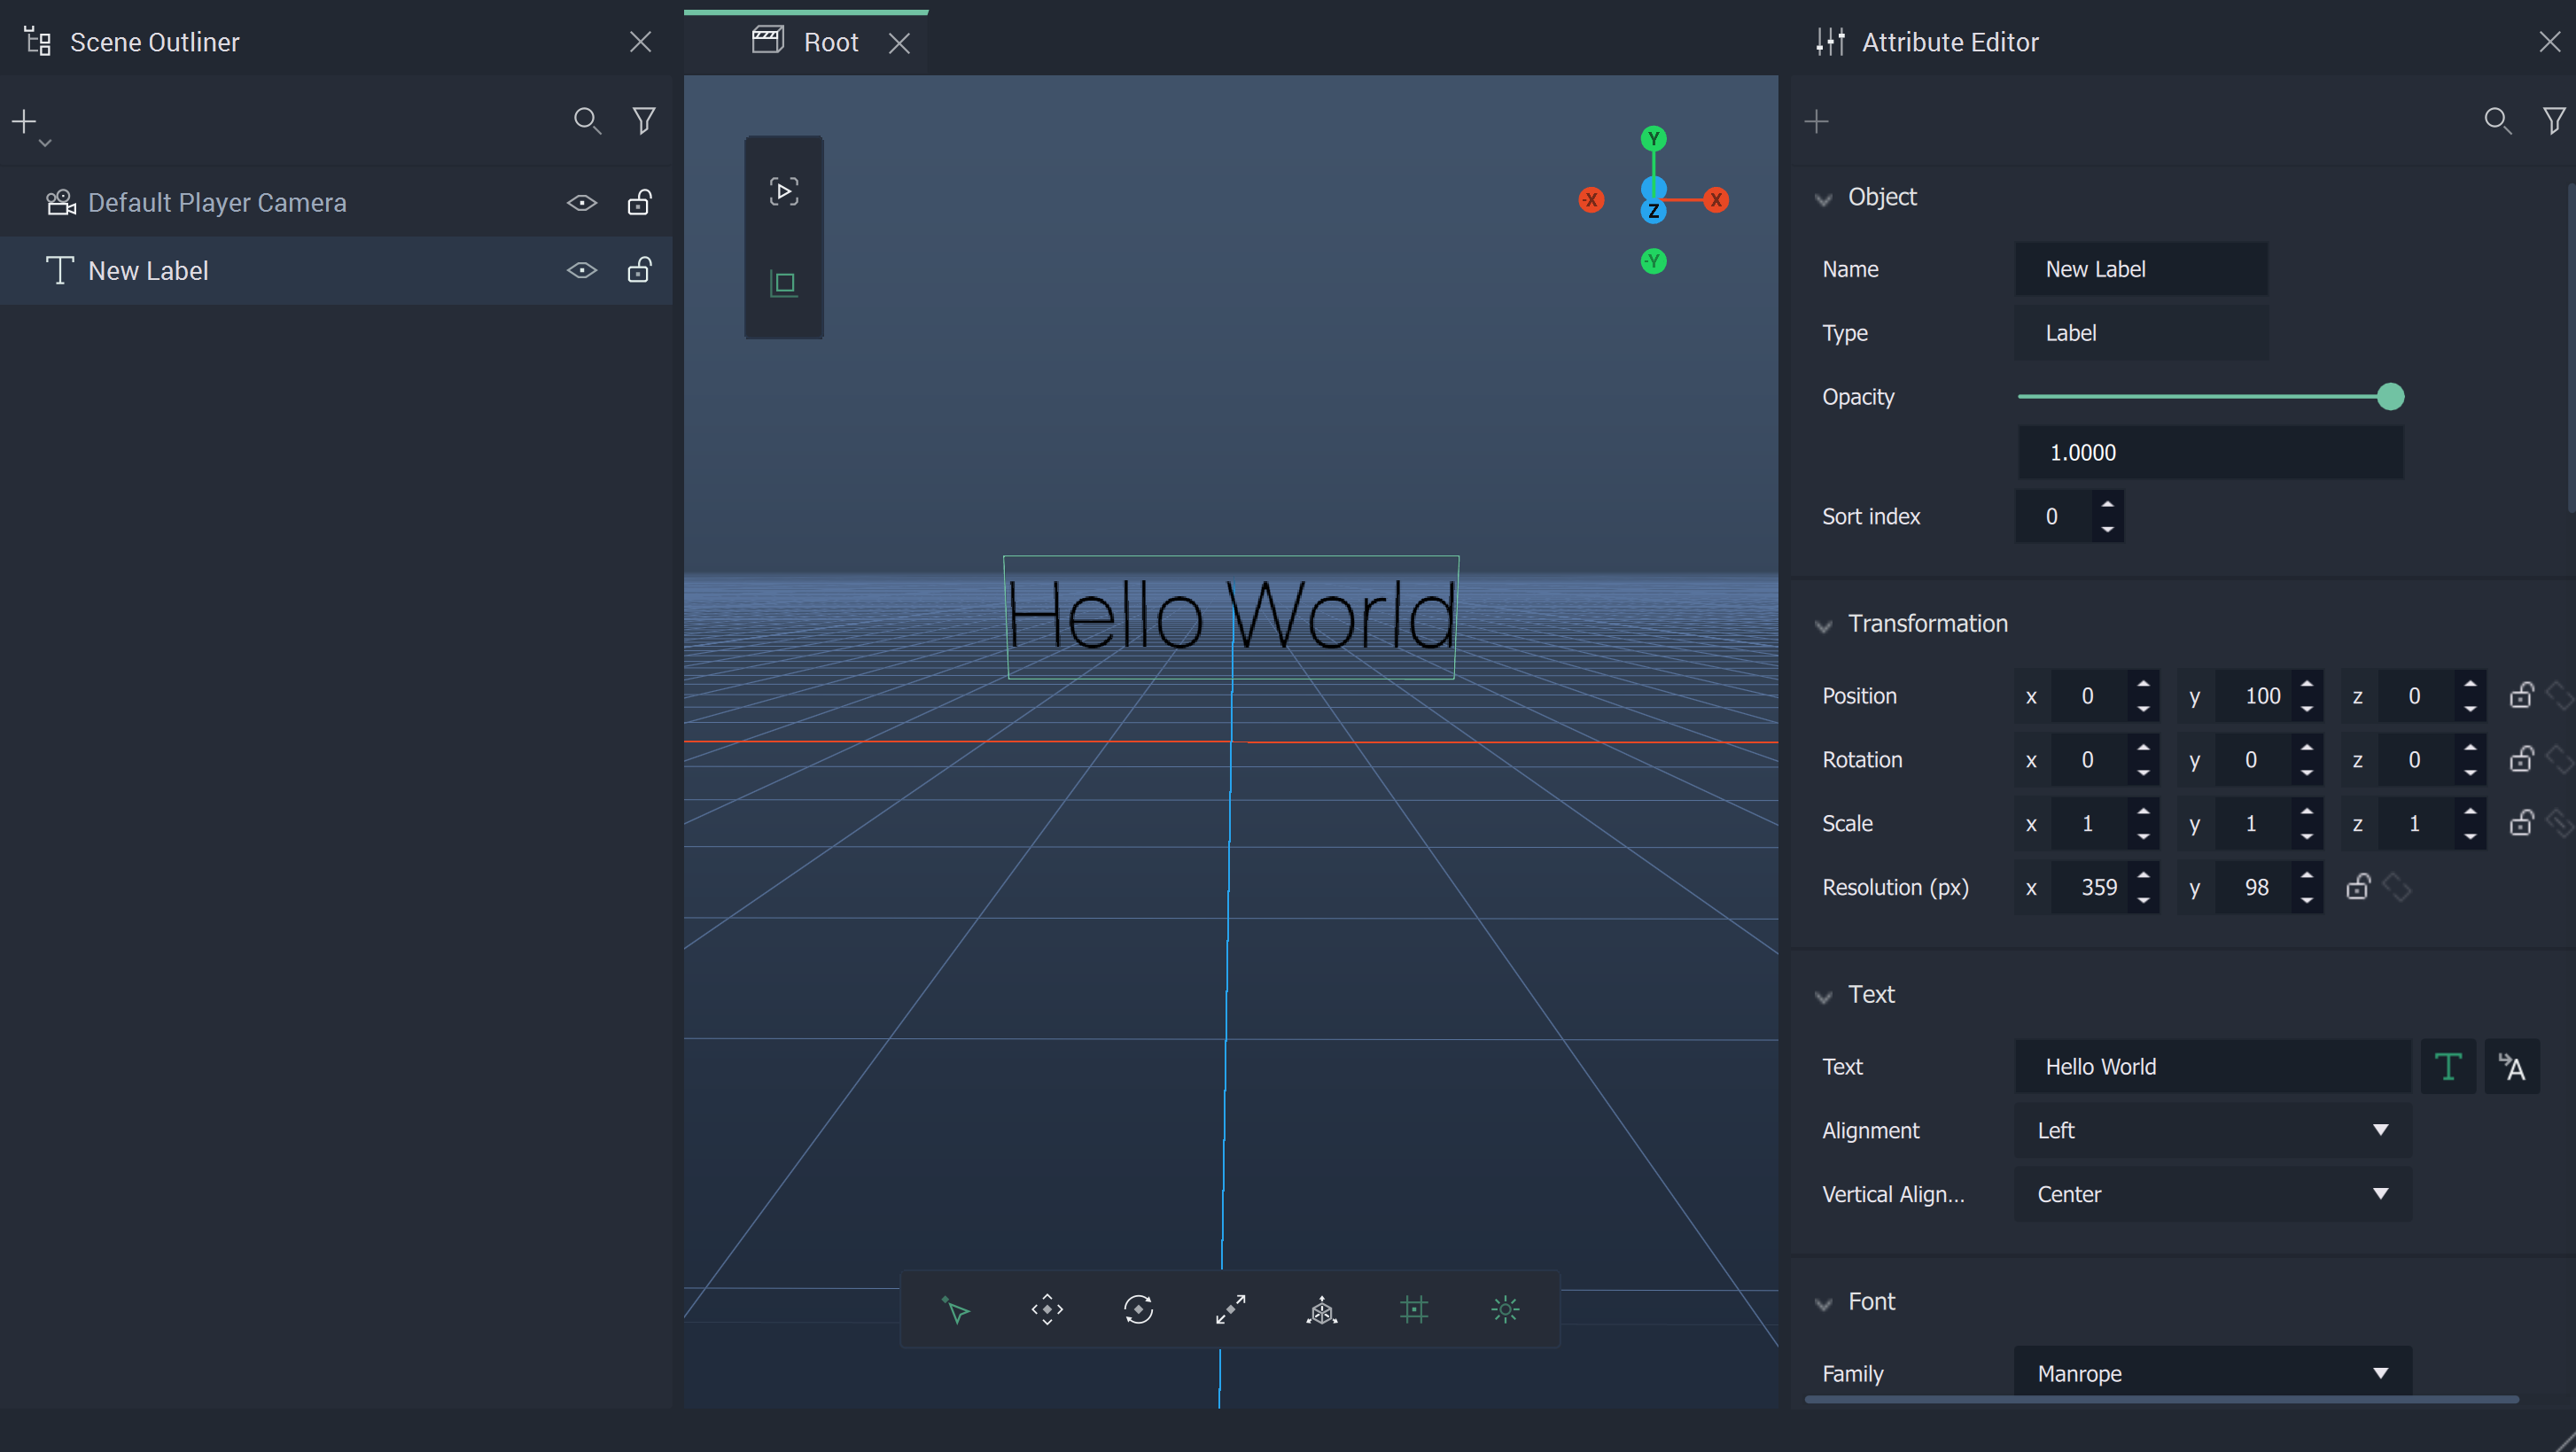 Scene Outliner
Default Player Camera
New Label
Root
Y
-X
X
Z
-Y
Hello World
Attribute Editor
Object
Name New Label
Type Label
Opacity
1.0000
Sort index 0
Transformation
Position x 0 y 100 z 0
Rotation x 0 y 0 z 0
Scale x 1 y 1 z 1
Resolution (px) x 359 y 98
Text
Text Hello World
Alignment Left
Vertical Align... Center
Font
Family Manrope